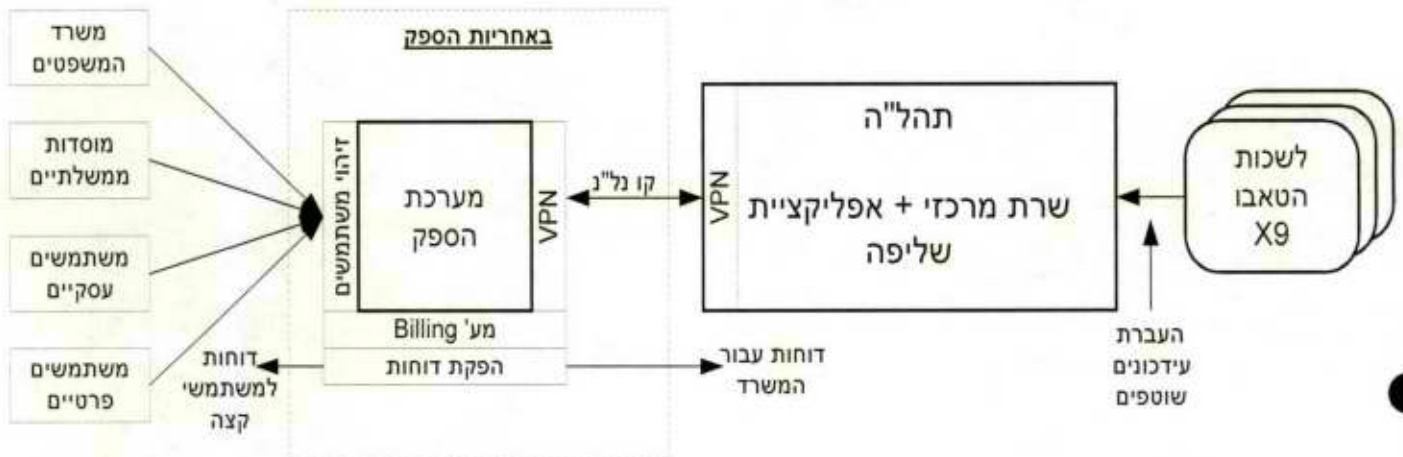 באחריות הספק
משרד
המשפטים
מוסדות
ממשלתיים
משתמשים
עסקיים
משתמשים
פרטיים
זיהוי משתמשים
מערכת
הספק
VPN
מע' Billing
הפקת דוחות
דוחות
למשתמשי
קצה
קו נל"נ
דוחות עבור
המשרד
VPN
תהל"ה
שרת מרכזי + אפליקציית
שליפה
לשכות
הטאבו
X9
העברת
עידכונים
שוטפים